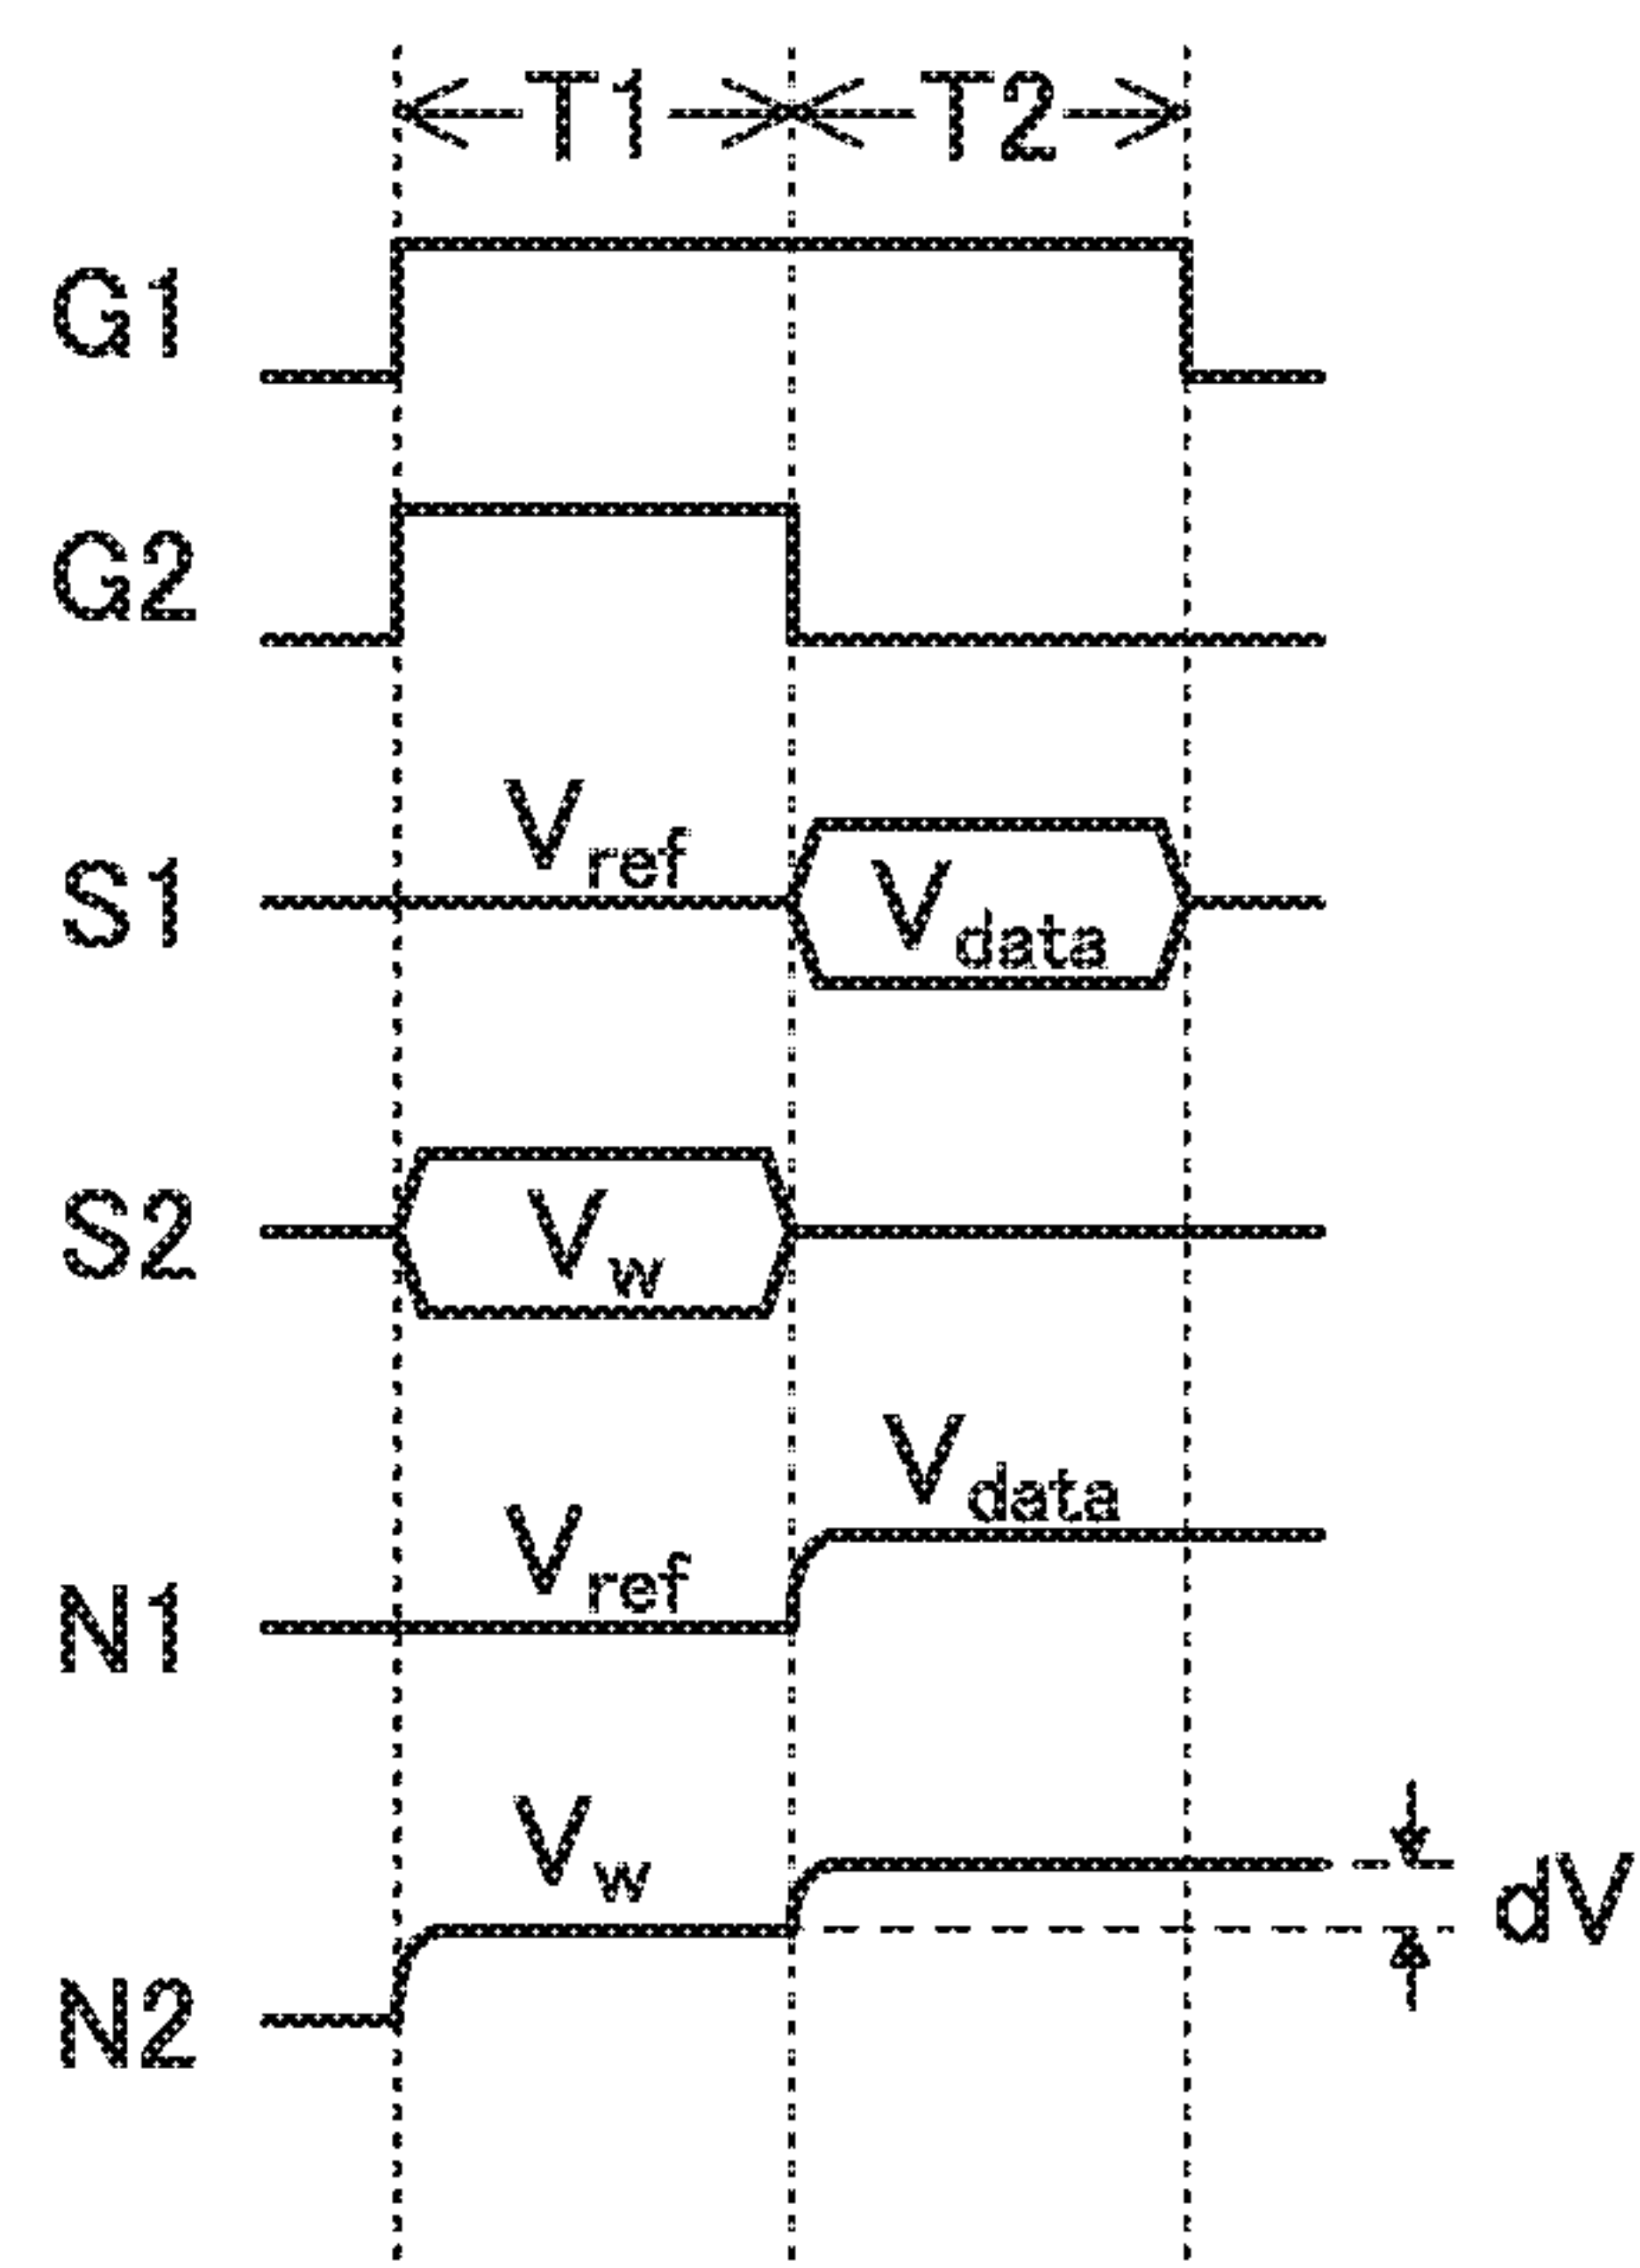 T1 T2
G1
G2
S1 Vref Vdata
S2 Vw
N1 Vref Vdata
N2 Vw dV